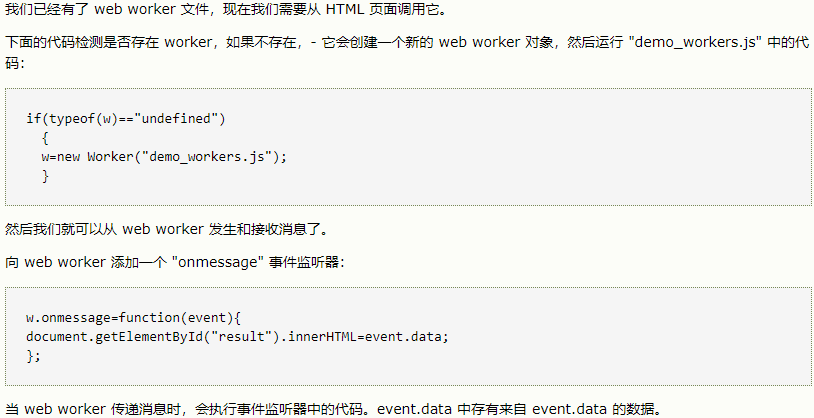 我们已经有了 web worker 文件，现在我们需要从 HTML 页面调用它。
下面的代码检测是否存在 worker，如果不存在，- 它会创建一个新的 web worker 对象，然后运行 "demo_workers.js" 中的代
码：
if(typeof(w)=="undefined")
  {
  w=new Worker("demo_workers.js");
  }
然后我们就可以从 web worker 发生和接收消息了。
向 web worker 添加一个 "onmessage" 事件监听器：
w.onmessage=function(event){
document.getElementById("result").innerHTML=event.data;
};
当 web worker 传递消息时，会执行事件监听器中的代码。event.data 中存有来自 event.data 的数据。